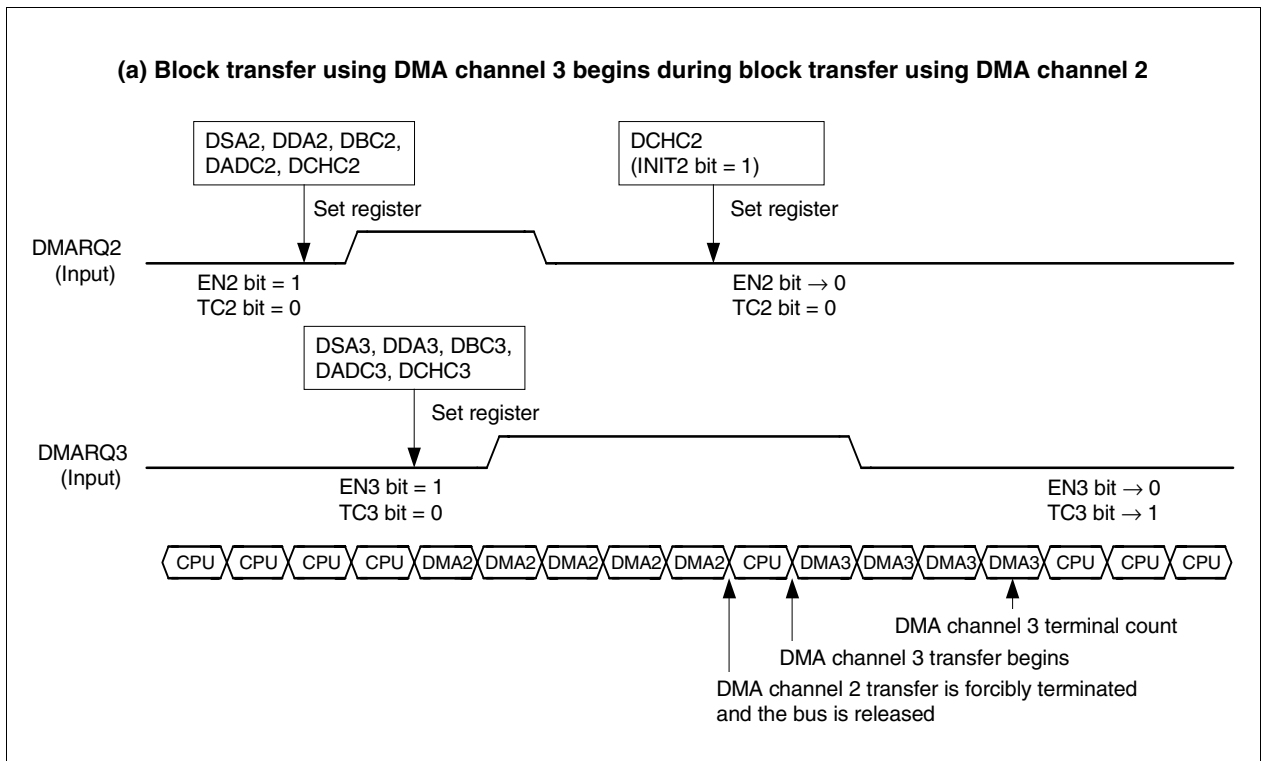 (a) Block transfer using DMA channel 3 begins during block transfer using DMA channel 2
DSA2, DDA2, DBC2,
DADC2, DCHC2
DCHC2
(INIT2 bit = 1)
Set register
Set register
DMARQ2
(Input)
EN2 bit = 1
TC2 bit = 0
EN2 bit → 0
TC2 bit = 0
DSA3, DDA3, DBC3,
DADC3, DCHC3
Set register
DMARQ3
(Input)
EN3 bit = 1
TC3 bit = 0
EN3 bit → 0
TC3 bit → 1
CPU CPU CPU CPU DMA2 DMA2 DMA2 DMA2 DMA2 CPU DMA3 DMA3 DMA3 DMA3 CPU CPU CPU
DMA channel 3 terminal count
DMA channel 3 transfer begins
DMA channel 2 transfer is forcibly terminated
and the bus is released